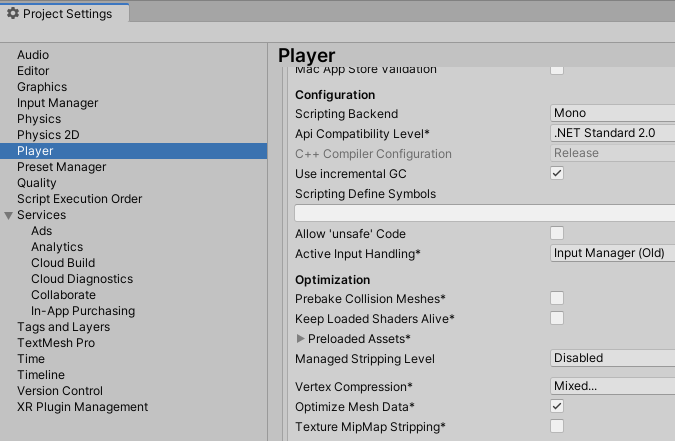 Project Settings
Audio
Editor
Graphics
Input Manager
Physics
Physics 2D
Player
Preset Manager
Quality
Script Execution Order
Services
Ads
Analytics
Cloud Build
Cloud Diagnostics
Collaborate
In-App Purchasing
Tags and Layers
TextMesh Pro
Time
Timeline
Version Control
XR Plugin Management
Player
Mac App Store Validation
Configuration
Scripting Backend Mono
Api Compatibility Level* .NET Standard 2.0
C++ Compiler Configuration Release
Use incremental GC
Scripting Define Symbols
Allow 'unsafe' Code
Active Input Handling* Input Manager (Old)
Optimization
Prebake Collision Meshes*
Keep Loaded Shaders Alive*
Preloaded Assets*
Managed Stripping Level Disabled
Vertex Compression* Mixed...
Optimize Mesh Data*
Texture MipMap Stripping*